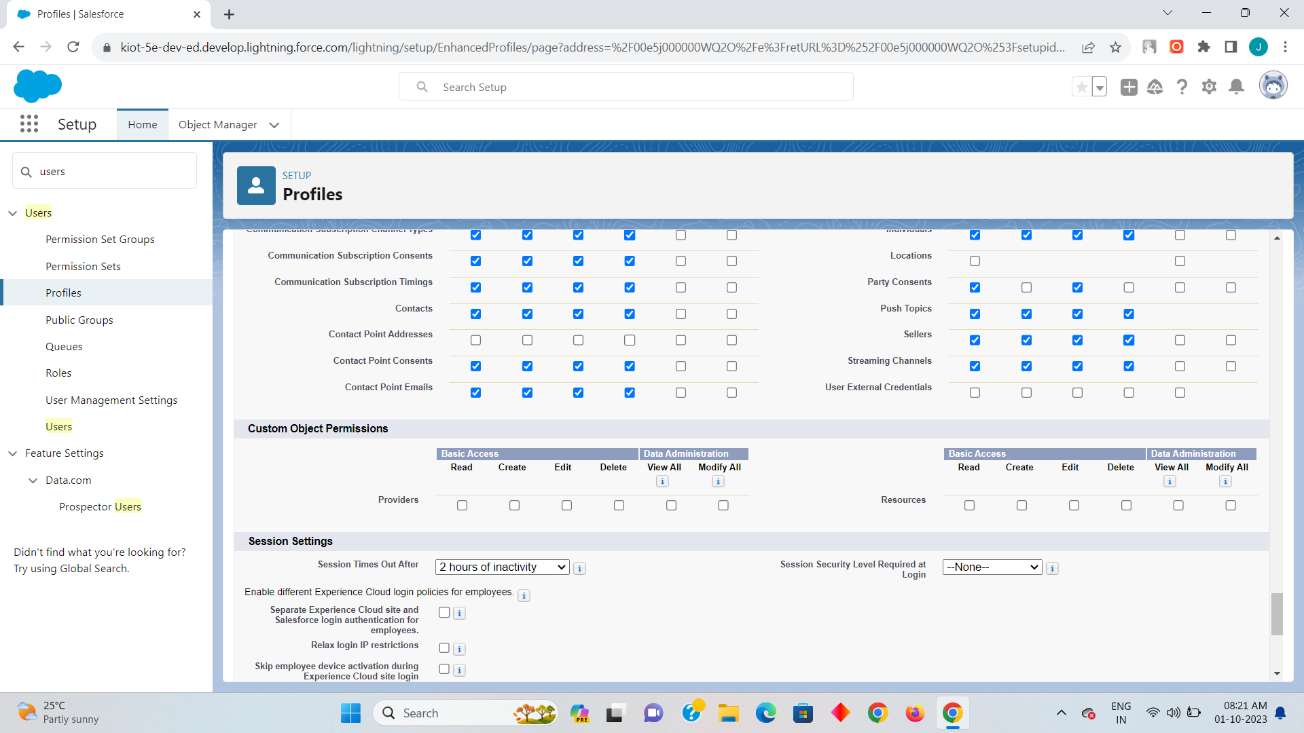 Profiles | Salesforce
kiot-5e-dev-ed.develop.lightning.force.com/lightning/setup/EnhancedProfiles/page?address=%2F00e5j000000WQ2O%2Fe%3FretURL%3D%252F00e5j000000WQ2O%253Fsetupid...
J
Search Setup
Setup
Home
Object Manager
users
SETUP
Profiles
Users
Permission Set Groups
Permission Sets
Profiles
Public Groups
Queues
Roles
User Management Settings
Users
Feature Settings
Data.com
Prospector Users
Didn't find what you're looking for?
Try using Global Search.
Communication Subscription Channel Types
Individuals
Communication Subscription Consents
Locations
Communication Subscription Timings
Party Consents
Contacts
Push Topics
Contact Point Addresses
Sellers
Contact Point Consents
Streaming Channels
Contact Point Emails
User External Credentials
Custom Object Permissions
Basic Access Data Administration
Read Create Edit Delete View All Modify All
Providers
Basic Access Data Administration
Read Create Edit Delete View All Modify All
Resources
Session Settings
Session Times Out After
2 hours of inactivity
Session Security Level Required at
Login
--None--
Enable different Experience Cloud login policies for employees.
Separate Experience Cloud site and
Salesforce login authentication for
employees.
Relax login IP restrictions
Skip employee device activation during
Experience Cloud site login
25°C
Partly sunny
Search
PRE
ENG
IN
08:21 AM
01-10-2023